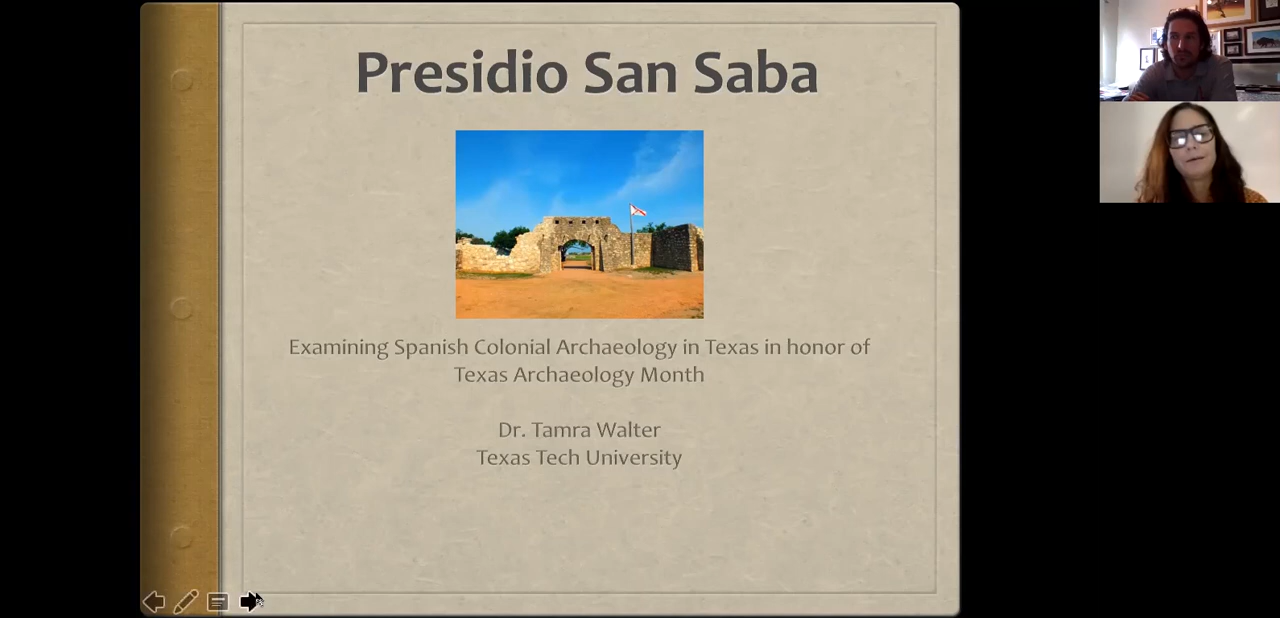 Presidio San Saba
Examining Spanish Colonial Archaeology in Texas in honor of
Texas Archaeology Month
Dr. Tamra Walter
Texas Tech University